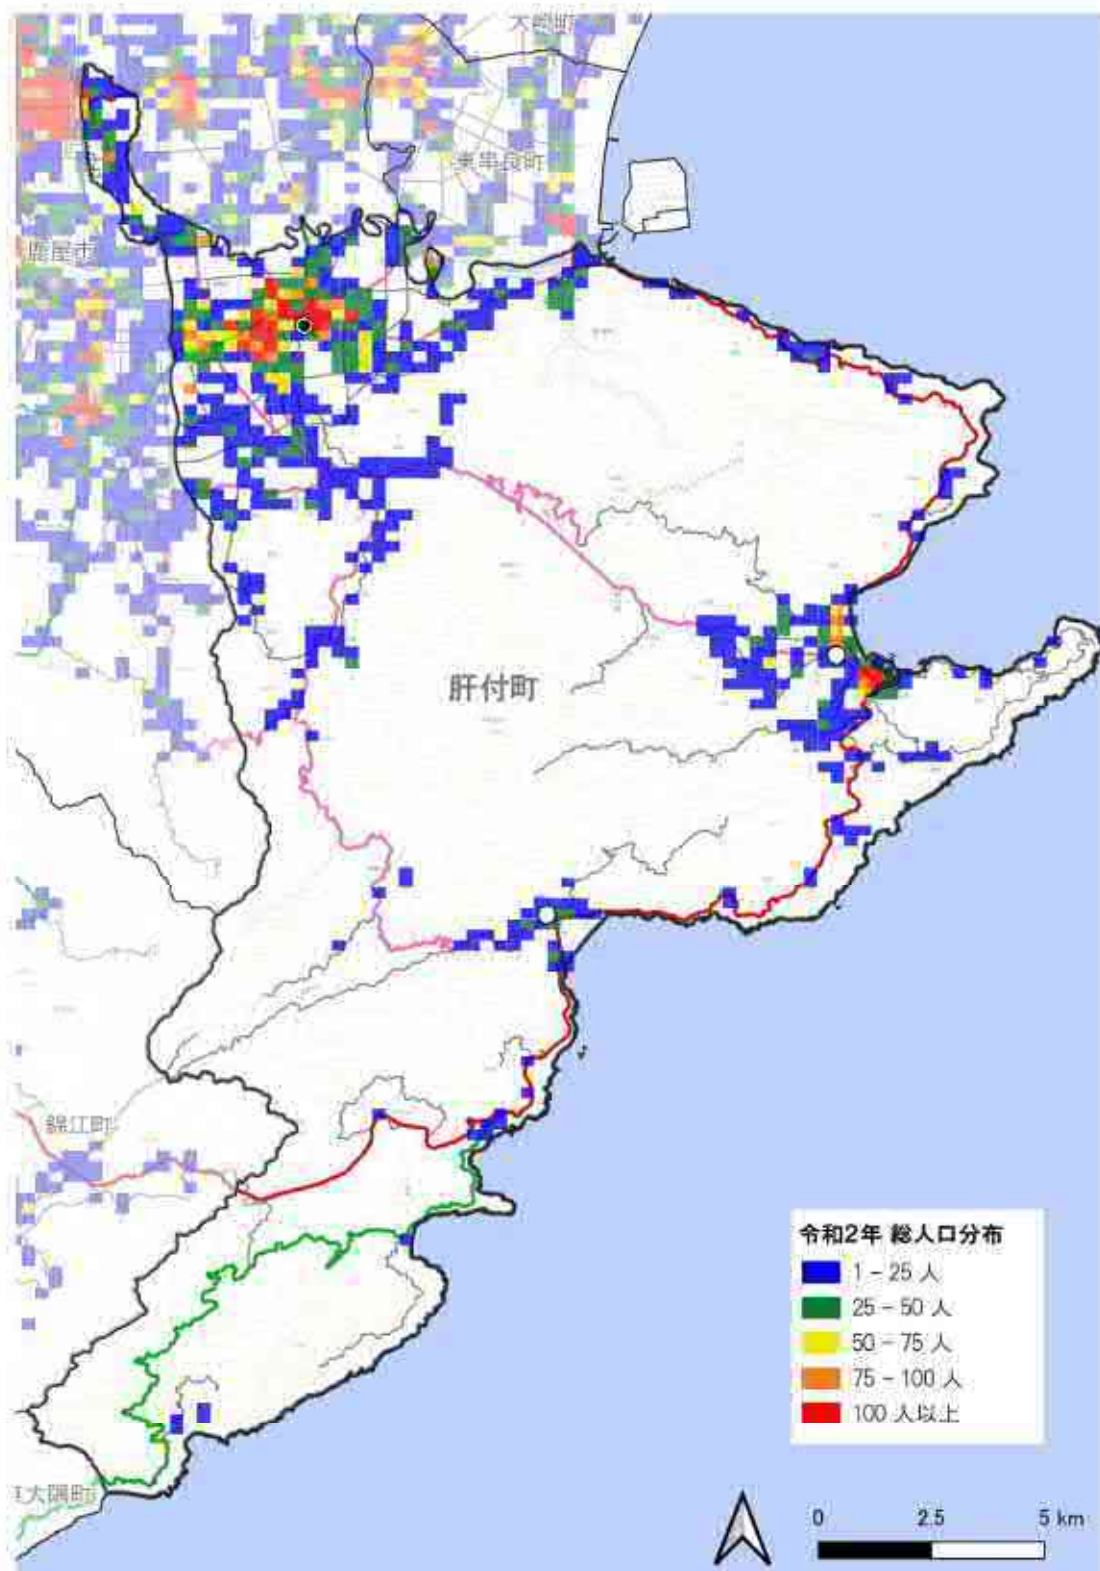 大崎町
東串良町
鹿屋市
肝付町
錦江町
大隅町
令和2年 総人口分布
1 - 25 人
25 - 50 人
50 - 75 人
75 - 100 人
100 人以上
0 2.5 5 km